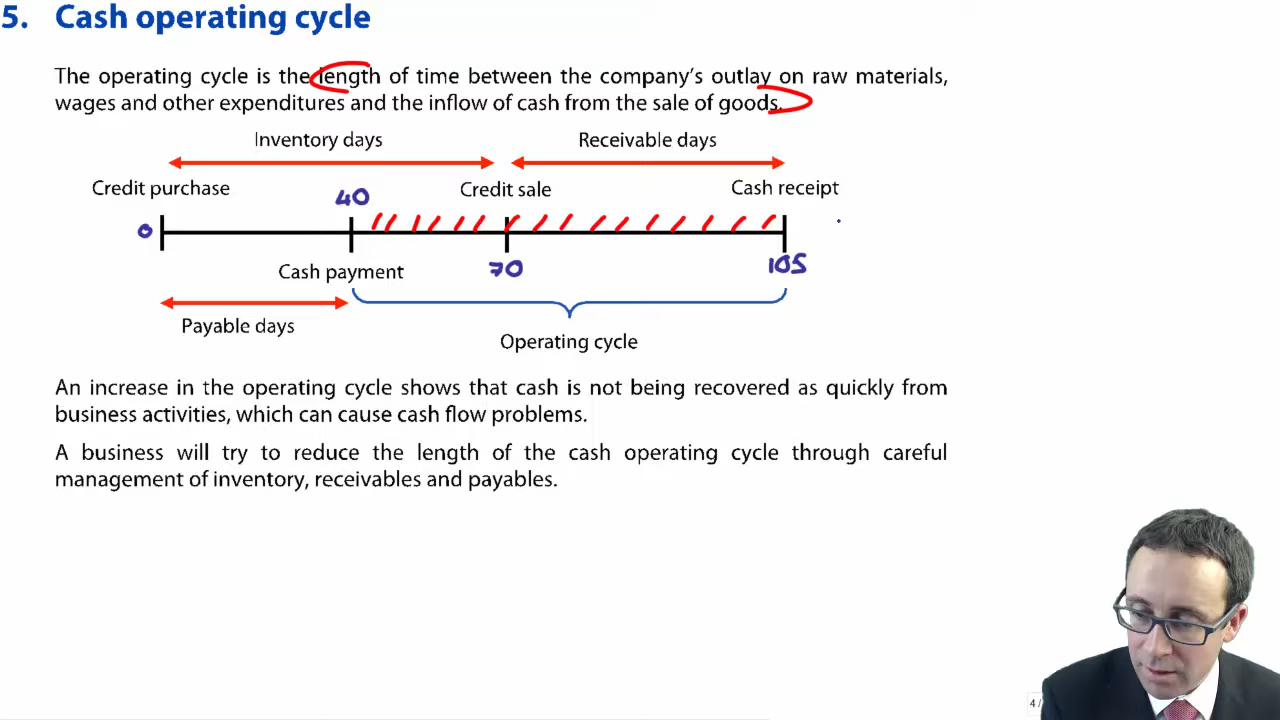 5. Cash operating cycle
The operating cycle is the length of time between the company's outlay on raw materials,
wages and other expenditures and the inflow of cash from the sale of goods.
Inventory days Receivable days
Credit purchase Credit sale Cash receipt
40
0
Cash payment 70 105
Payable days
Operating cycle
An increase in the operating cycle shows that cash is not being recovered as quickly from
business activities, which can cause cash flow problems.
A business will try to reduce the length of the cash operating cycle through careful
management of inventory, receivables and payables.
4 /